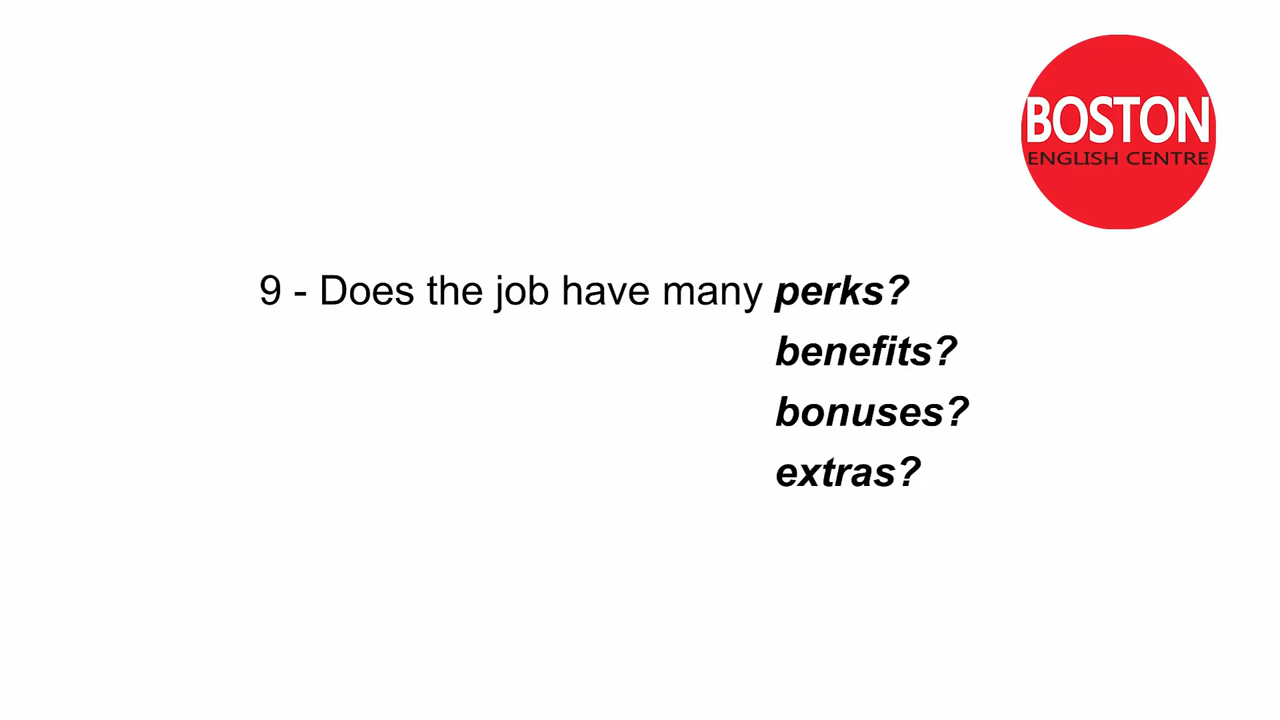 BOSTON
ENGLISH CENTRE
9 - Does the job have many perks?
benefits?
bonuses?
extras?